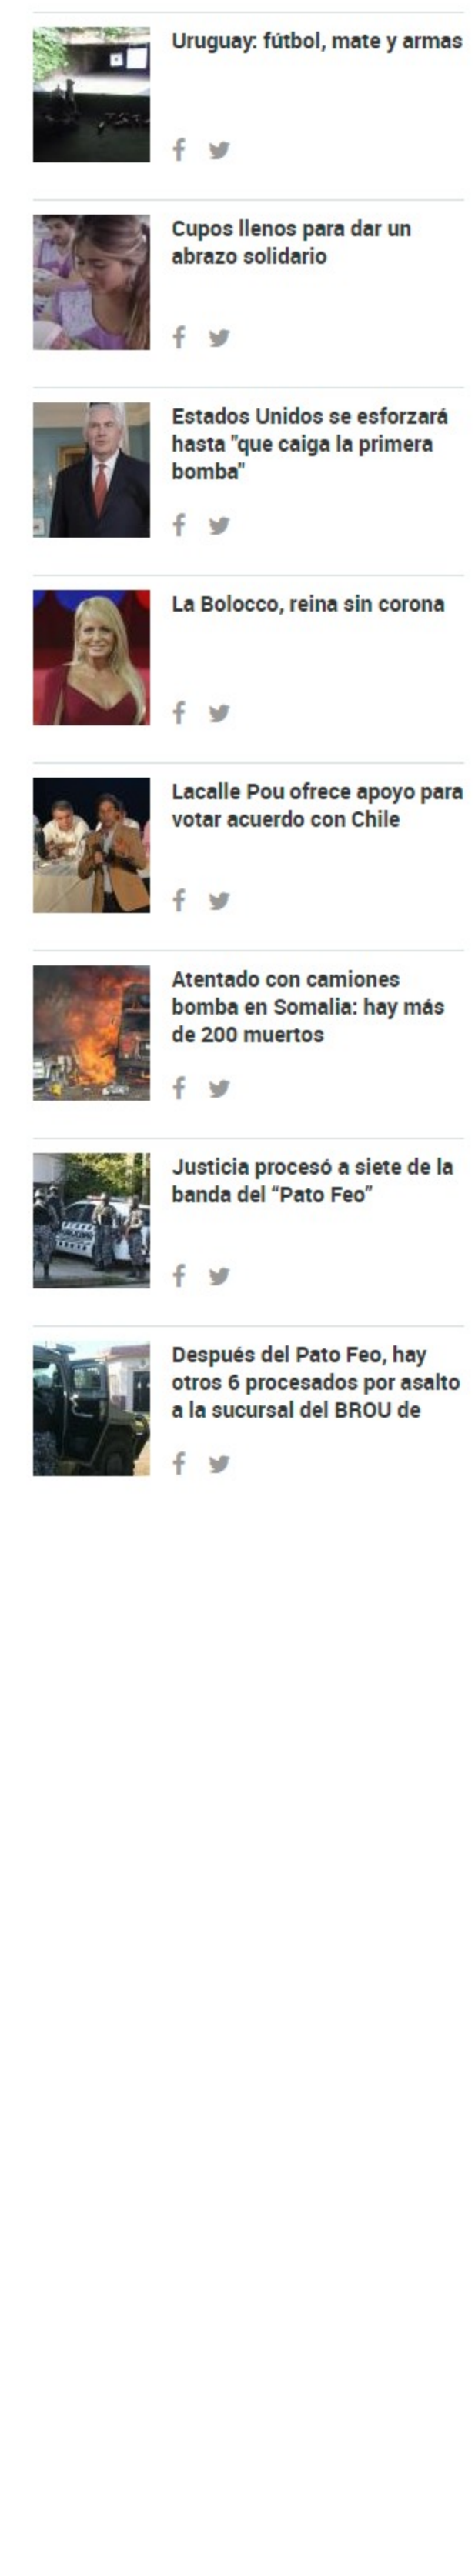 Uruguay: fútbol, mate y armas
Cupos llenos para dar un
abrazo solidario
Estados Unidos se esforzará
hasta "que caiga la primera
bomba"
La Bolocco, reina sin corona
Lacalle Pou ofrece apoyo para
votar acuerdo con Chile
Atentado con camiones
bomba en Somalia: hay más
de 200 muertos
Justicia procesó a siete de la
banda del “Pato Feo”
Después del Pato Feo, hay
otros 6 procesados por asalto
a la sucursal del BROU de